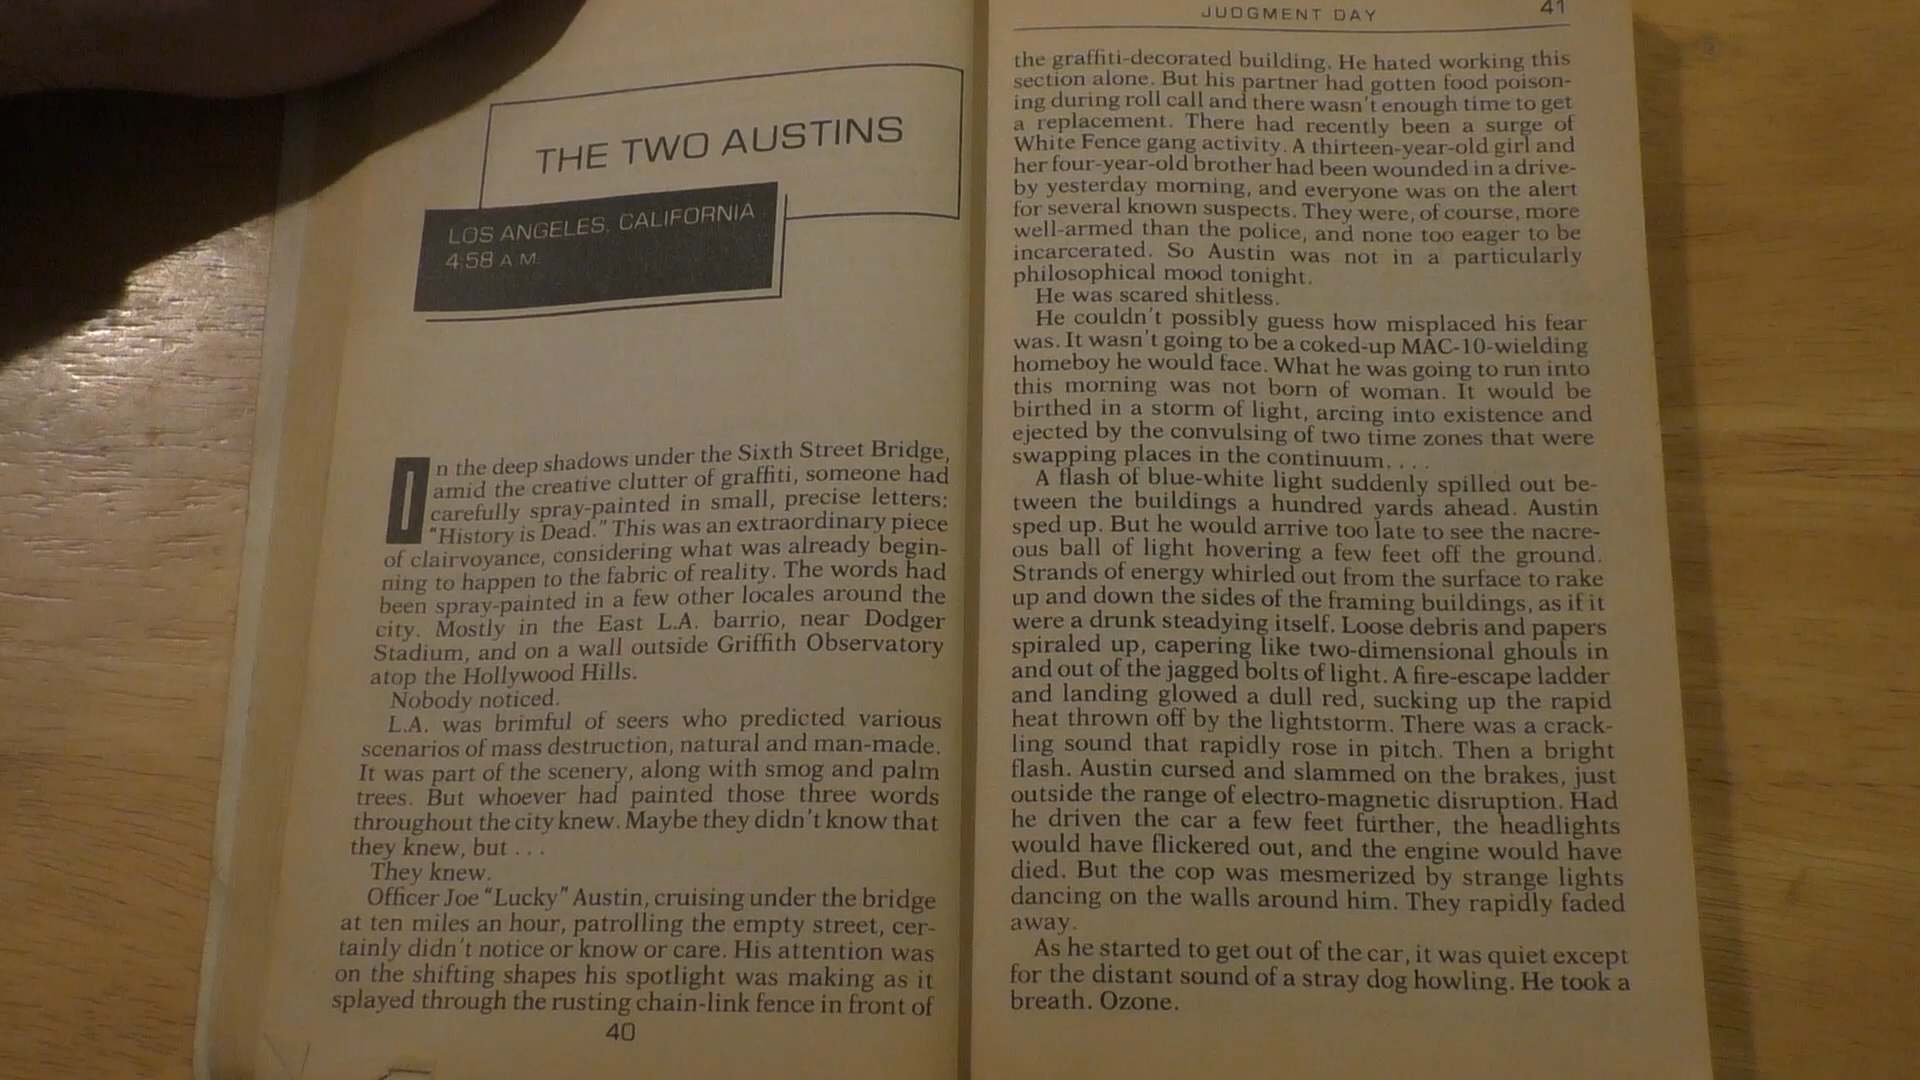 THE TWO AUSTINS
LOS ANGELES, CALIFORNIA
4:58 A.M.
In the deep shadows under the Sixth Street Bridge,
amid the creative clutter of graffiti, someone had
carefully spray-painted in small, precise letters:
“History is Dead.” This was an extraordinary piece
of clairvoyance, considering what was already begin-
ning to happen to the fabric of reality. The words had
been spray-painted in a few other locales around the
city. Mostly in the East L.A. barrio, near Dodger
Stadium, and on a wall outside Griffith Observatory
atop the Hollywood Hills.
Nobody noticed.
L.A. was brimful of seers who predicted various
scenarios of mass destruction, natural and man-made.
It was part of the scenery, along with smog and palm
trees. But whoever had painted those three words
throughout the city knew. Maybe they didn't know that
they knew, but . . .
They knew.
Officer Joe “Lucky” Austin, cruising under the bridge
at ten miles an hour, patrolling the empty street, cer-
tainly didn't notice or know or care. His attention was
on the shifting shapes his spotlight was making as it
splayed through the rusting chain-link fence in front of
40
JUDGMENT DAY 41
the graffiti-decorated building. He hated working this
section alone. But his partner had gotten food poison-
ing during roll call and there wasn't enough time to get
a replacement. There had recently been a surge of
White Fence gang activity. A thirteen-year-old girl and
her four-year-old brother had been wounded in a drive-
by yesterday morning, and everyone was on the alert
for several known suspects. They were, of course, more
well-armed than the police, and none too eager to be
incarcerated. So Austin was not in a particularly
philosophical mood tonight.
He was scared shitless.
He couldn't possibly guess how misplaced his fear
was. It wasn't going to be a coked-up MAC-10-wielding
homeboy he would face. What he was going to run into
this morning was not born of woman. It would be
birthed in a storm of light, arcing into existence and
ejected by the convulsing of two time zones that were
swapping places in the continuum. . . .
A flash of blue-white light suddenly spilled out be-
tween the buildings a hundred yards ahead. Austin
sped up. But he would arrive too late to see the nacre-
ous ball of light hovering a few feet off the ground.
Strands of energy whirled out from the surface to rake
up and down the sides of the framing buildings, as if it
were a drunk steadying itself. Loose debris and papers
spiraled up, capering like two-dimensional ghouls in
and out of the jagged bolts of light. A fire-escape ladder
and landing glowed a dull red, sucking up the rapid
heat thrown off by the lightstorm. There was a crack-
ling sound that rapidly rose in pitch. Then a bright
flash. Austin cursed and slammed on the brakes, just
outside the range of electro-magnetic disruption. Had
he driven the car a few feet further, the headlights
would have flickered out, and the engine would have
died. But the cop was mesmerized by strange lights
dancing on the walls around him. They rapidly faded
away.
As he started to get out of the car, it was quiet except
for the distant sound of a stray dog howling. He took a
breath. Ozone.